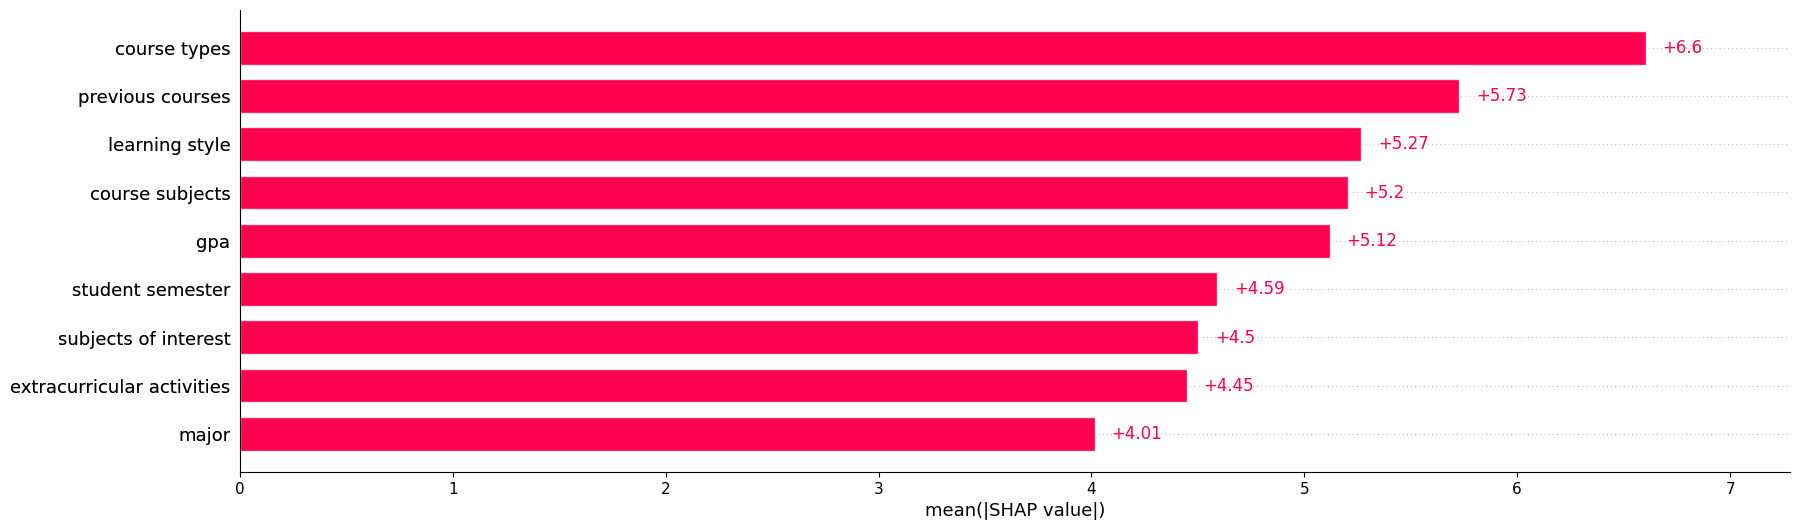 course types +6.6
previous courses +5.73
learning style +5.27
course subjects +5.2
gpa +5.12
student semester +4.59
subjects of interest +4.5
extracurricular activities +4.45
major +4.01
0 1 2 3 4 5 6 7
mean(|SHAP value|)